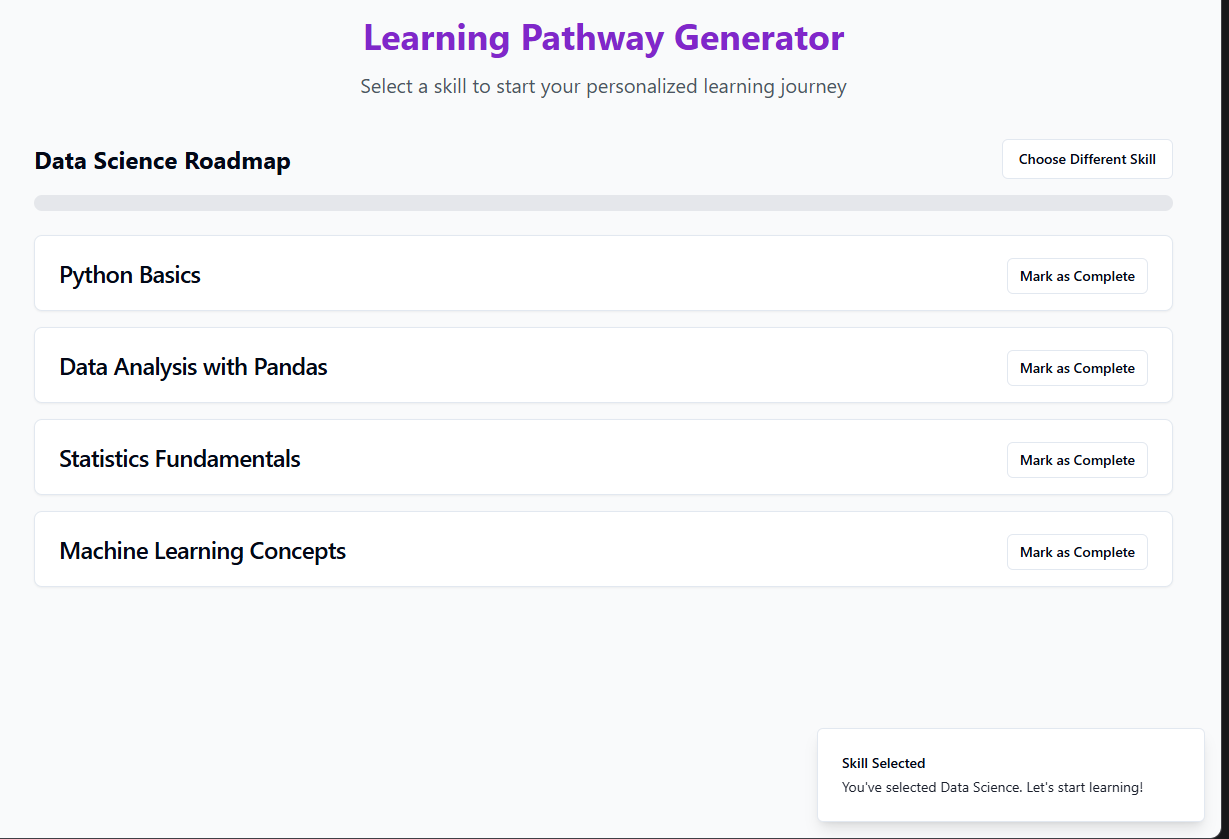 Learning Pathway Generator
Select a skill to start your personalized learning journey
Data Science Roadmap
Choose Different Skill
Python Basics
Mark as Complete
Data Analysis with Pandas
Mark as Complete
Statistics Fundamentals
Mark as Complete
Machine Learning Concepts
Mark as Complete
Skill Selected
You've selected Data Science. Let's start learning!